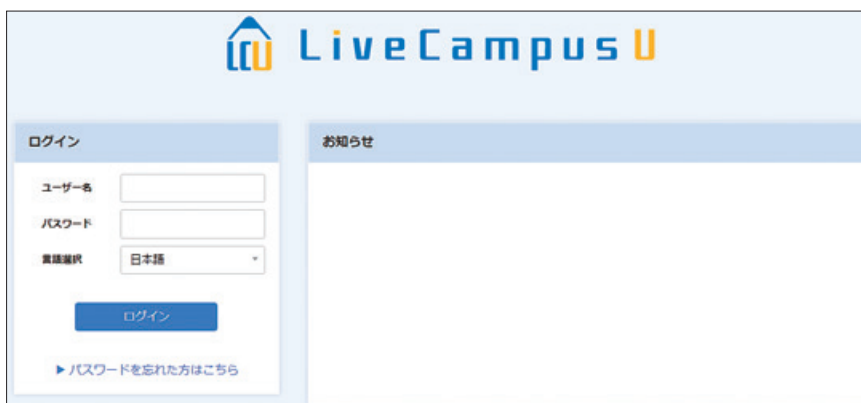 LCU LiveCampusU
ログイン
お知らせ
ユーザー名
パスワード
言語選択 日本語
ログイン
▶ パスワードを忘れた方はこちら